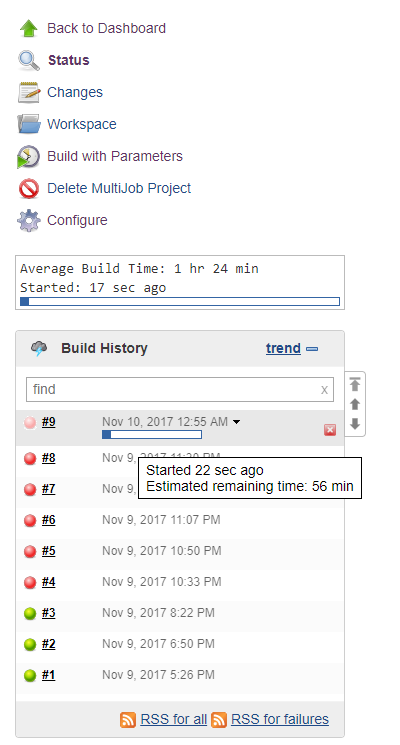 Back to Dashboard
Status
Changes
Workspace
Build with Parameters
Delete MultiJob Project
Configure
Average Build Time: 1 hr 24 min
Started: 17 sec ago
Build History trend
find x
#9 Nov 10, 2017 12:55 AM
#8 Nov 9,
Started 22 sec ago
Estimated remaining time: 56 min
#7 Nov 9,
#6 Nov 9, 2017 11:07 PM
#5 Nov 9, 2017 10:50 PM
#4 Nov 9, 2017 10:33 PM
#3 Nov 9, 2017 8:22 PM
#2 Nov 9, 2017 6:50 PM
#1 Nov 9, 2017 5:26 PM
RSS for all RSS for failures